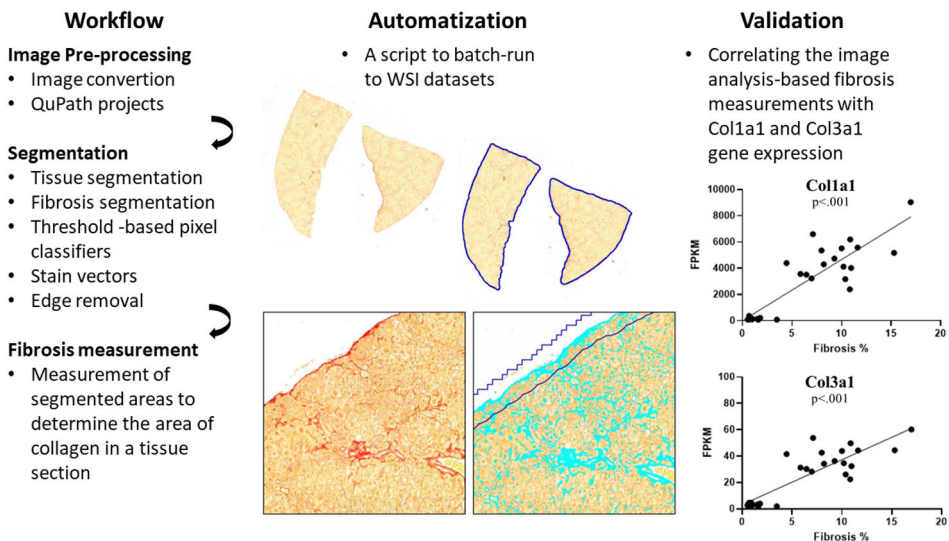 Workflow
Image Pre-processing
• Image convertion
• QuPath projects
Segmentation
• Tissue segmentation
• Fibrosis segmentation
• Threshold -based pixel
classifiers
• Stain vectors
• Edge removal
Fibrosis measurement
• Measurement of
segmented areas to
determine the area of
collagen in a tissue
section
Automatization
• A script to batch-run
to WSI datasets
Validation
• Correlating the image
analysis-based fibrosis
measurements with
Col1a1 and Col3a1
gene expression
Col1a1
p<.001
FPKM
10000
8000
6000
4000
2000
0
0 5 10 15 20
Fibrosis %
Col3a1
p<.001
FPKM
100
80
60
40
20
0
0 5 10 15 20
Fibrosis %